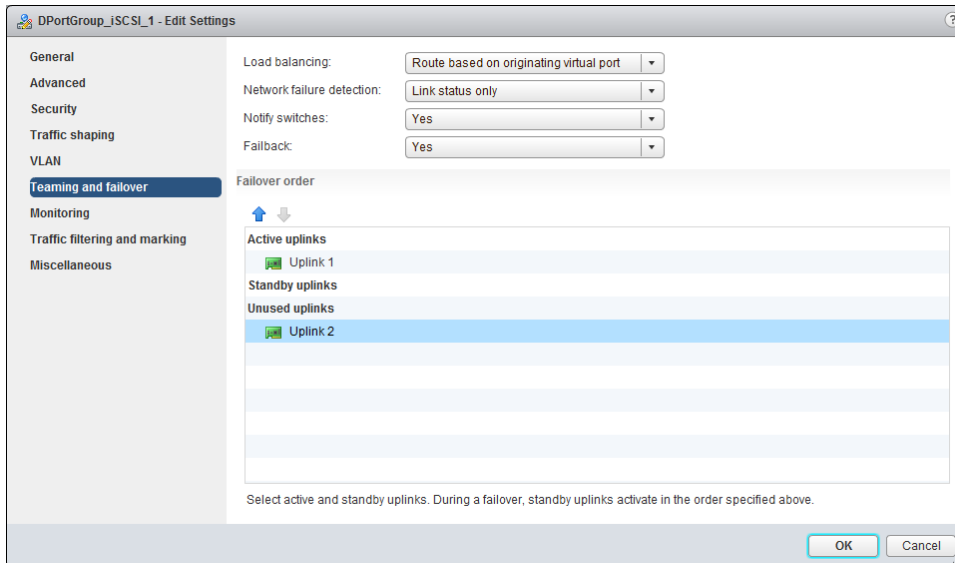 DPortGroup_iSCSI_1 - Edit Settings
?
General
Advanced
Security
Traffic shaping
VLAN
Teaming and failover
Monitoring
Traffic filtering and marking
Miscellaneous
Load balancing: Route based on originating virtual port
Network failure detection: Link status only
Notify switches: Yes
Failback: Yes
Failover order
Active uplinks
Uplink 1
Standby uplinks
Unused uplinks
Uplink 2
Select active and standby uplinks. During a failover, standby uplinks activate in the order specified above.
OK Cancel